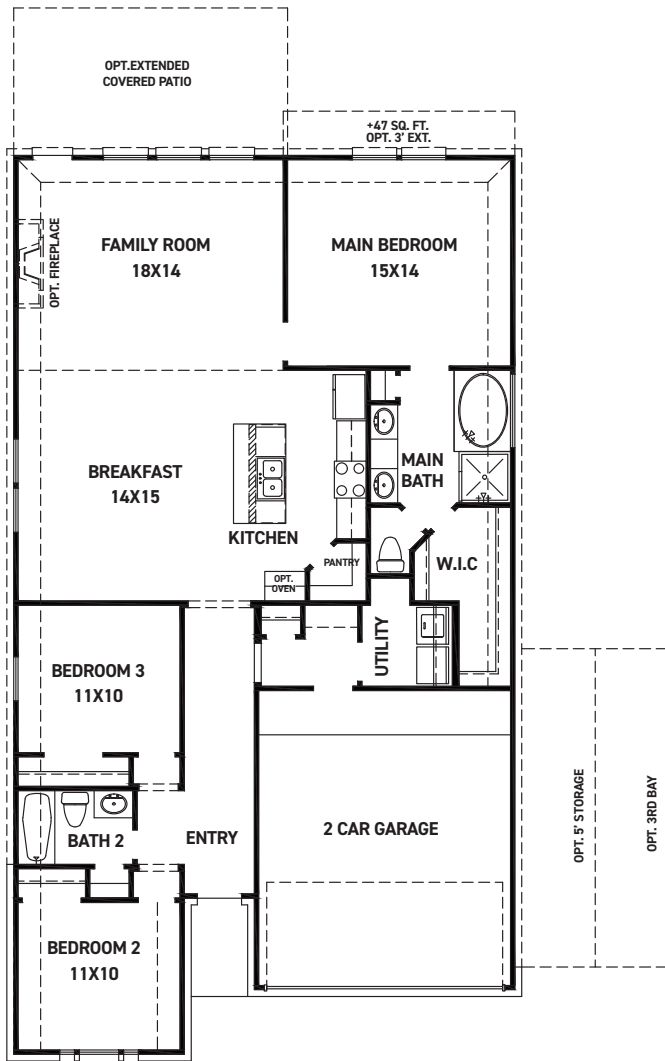 OPT.EXTENDED
COVERED PATIO
+47 SQ. FT.
OPT. 3' EXT.
FAMILY ROOM
18X14
MAIN BEDROOM
15X14
OPT. FIREPLACE
BREAKFAST
14X15
KITCHEN
MAIN
BATH
PANTRY
OPT.
OVEN
W.I.C
UTILITY
BEDROOM 3
11X10
BATH 2
ENTRY
2 CAR GARAGE
OPT. 5' STORAGE
OPT. 3RD BAY
BEDROOM 2
11X10